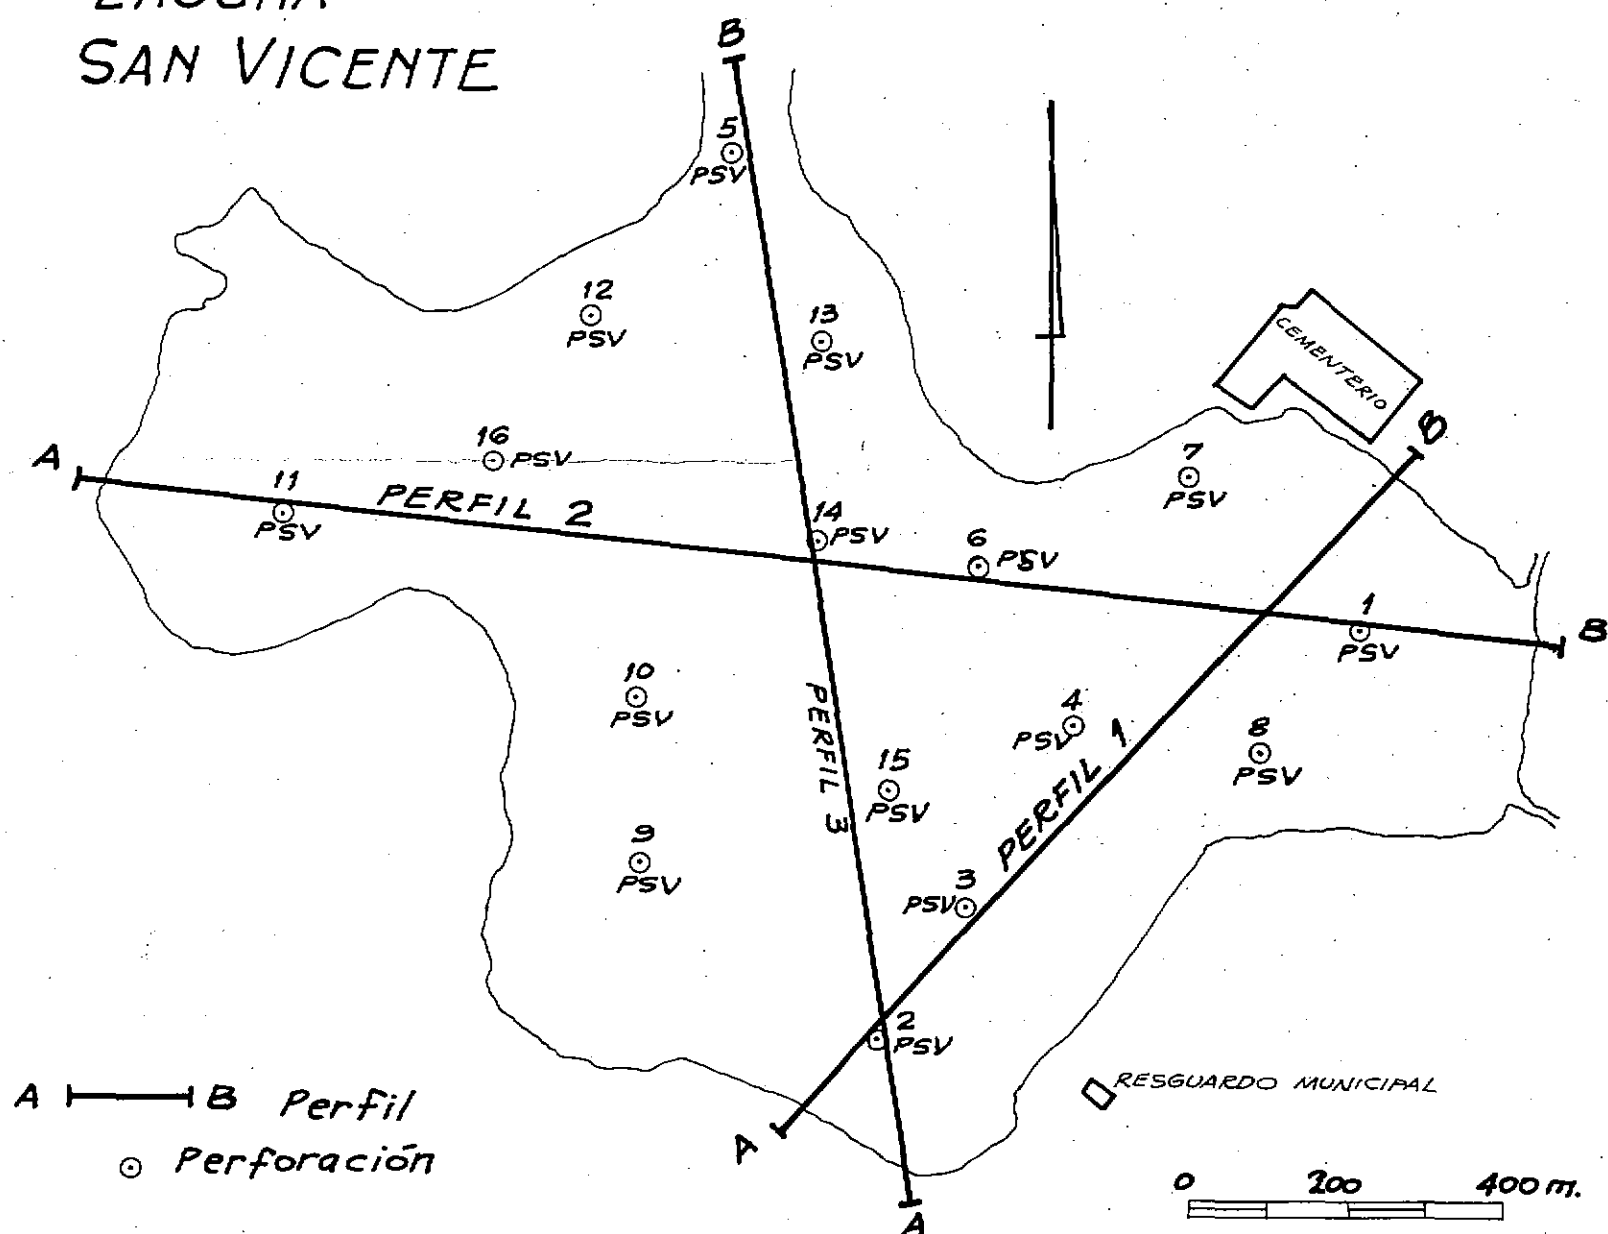 SAN VICENTE
B
5
PSV
12
PSV
13
PSV
CEMENTERIO
B
A
16
PSV
7
PSV
11
PSV
PERFIL 2
14
PSV
6
PSV
1
PSV
B
10
PSV
PERFIL 3
4
PSV
PERFIL 1
8
PSV
15
PSV
9
PSV
3
PSV
2
PSV
A B Perfil
Perforación
A
A
RESGUARDO MUNICIPAL
0 200 400 m.